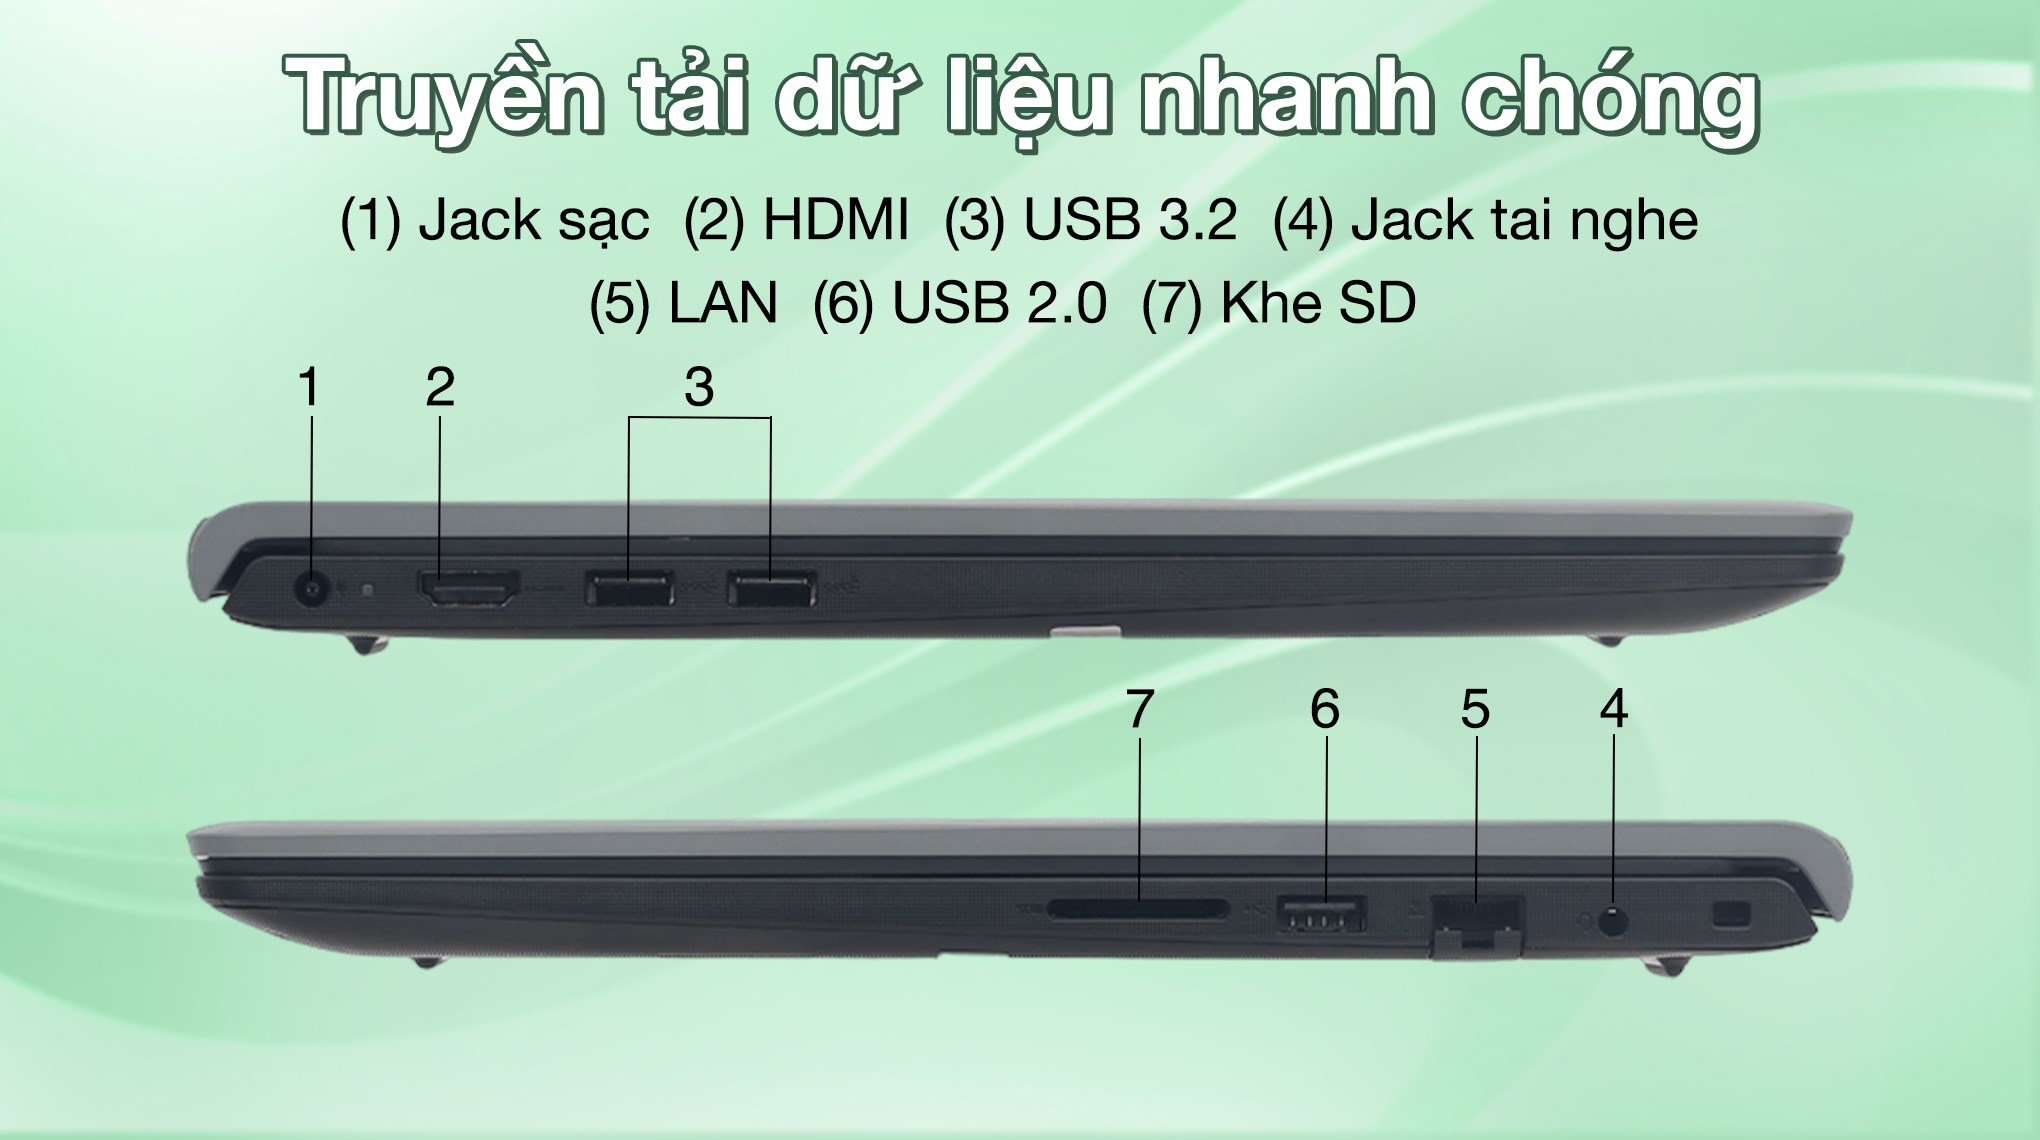 Truyền tải dữ liệu nhanh chóng
(1) Jack sạc (2) HDMI (3) USB 3.2 (4) Jack tai nghe
(5) LAN (6) USB 2.0 (7) Khe SD
1 2 3
7 6 5 4